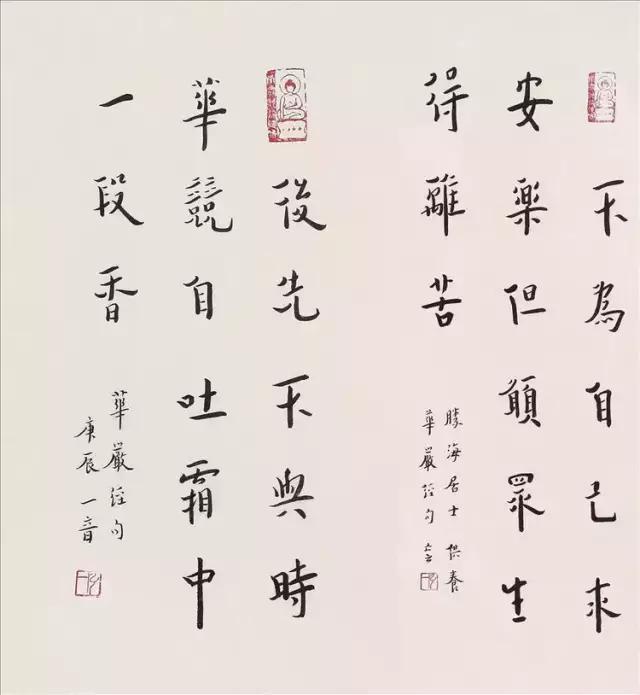 不為自己求
安樂但願眾生
得離苦
勝海居士供養
華嚴經句
後先不與時
華競自吐霜中
一段香
華嚴經句
庚辰一音